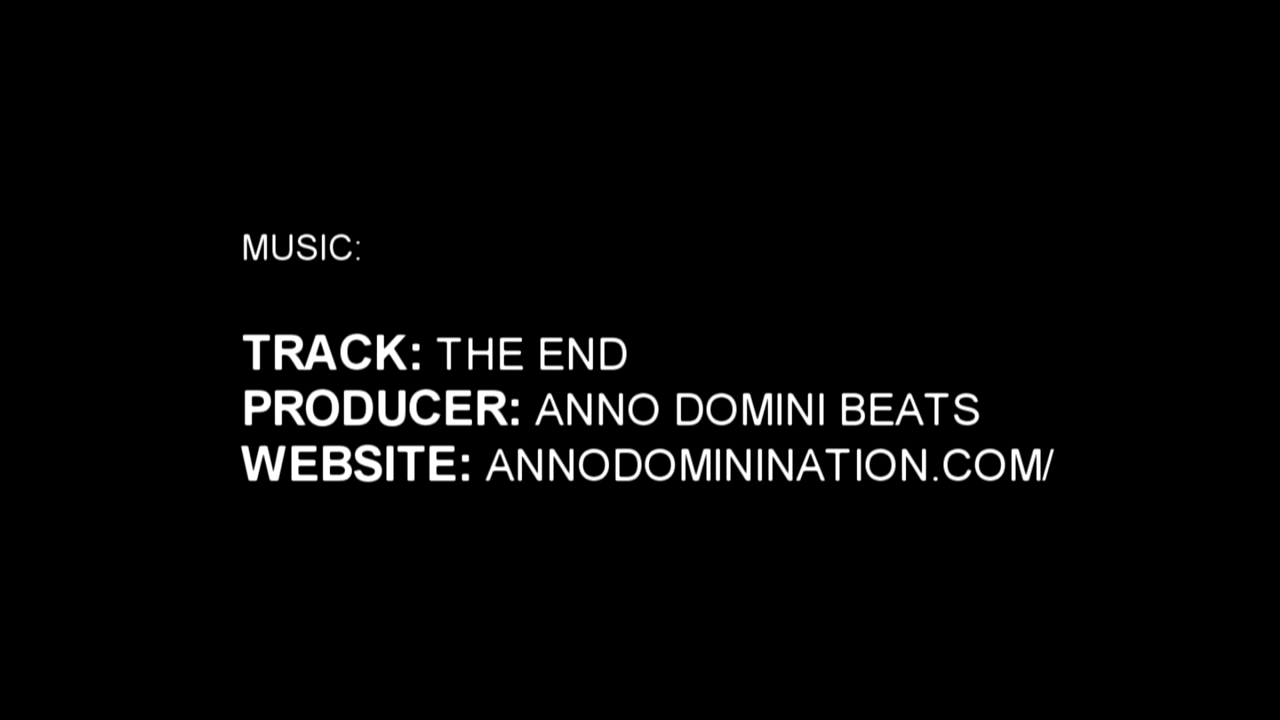 MUSIC:
TRACK: THE END
PRODUCER: ANNO DOMINI BEATS
WEBSITE: ANNODOMININATION.COM/